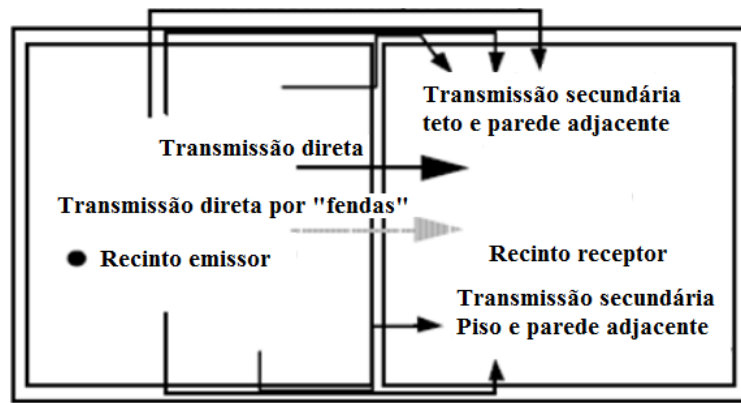 Transmissão secundária
teto e parede adjacente
Transmissão direta
Transmissão direta por "fendas"
Recinto emissor
Recinto receptor
Transmissão secundária
Piso e parede adjacente